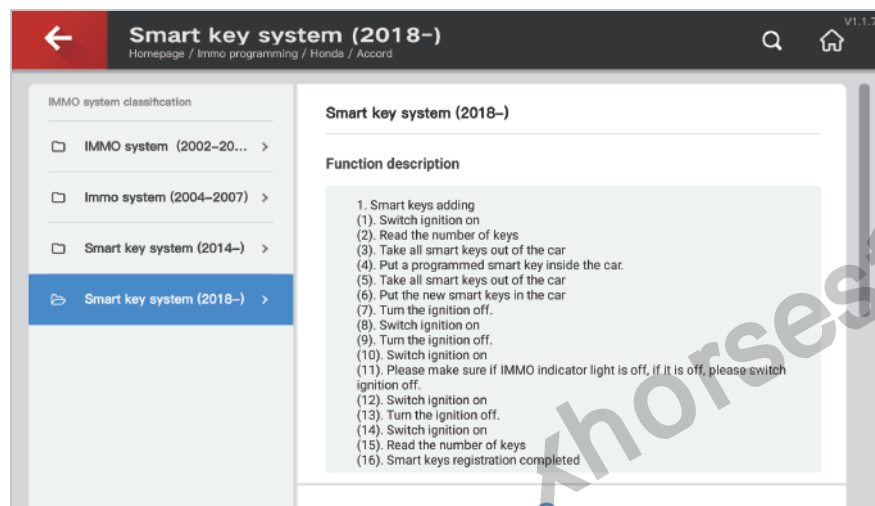 Smart key system (2018-)
V1.1.7
Homepage / Immo programming / Honda / Accord
IMMO system classification
IMMO system (2002-20...
Immo system (2004-2007)
Smart key system (2014-)
Smart key system (2018-)
Smart key system (2018-)
Function description
1. Smart keys adding
(1). Switch ignition on
(2). Read the number of keys
(3). Take all smart keys out of the car
(4). Put a programmed smart key inside the car.
(5). Take all smart keys out of the car
(6). Put the new smart keys in the car
(7). Turn the ignition off.
(8). Switch ignition on
(9). Turn the ignition off.
(10). Switch ignition on
(11). Please make sure if IMMO indicator light is off, if it is off, please switch
ignition off.
(12). Switch ignition on
(13). Turn the ignition off.
(14). Switch ignition on
(15). Read the number of keys
(16). Smart keys registration completed